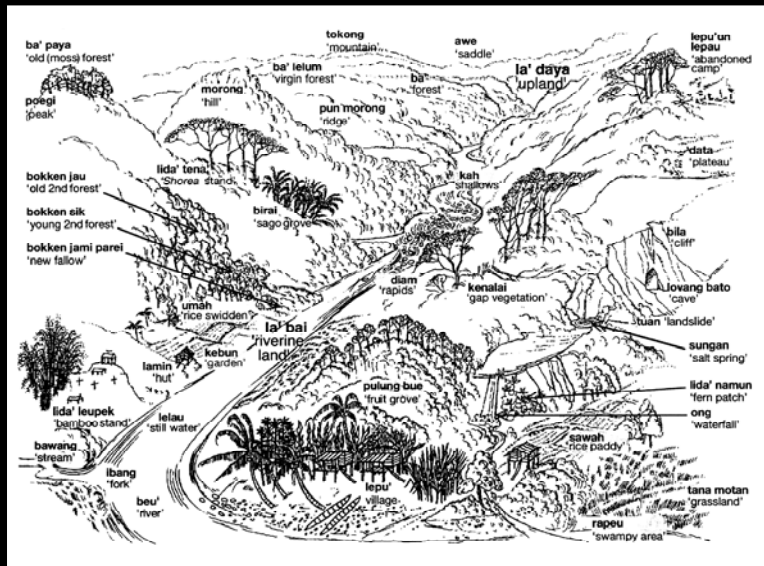 tokong
'mountain'
awe
'saddle'
lepu'un
lepau
'abandoned
camp'
ba' paya
'old (moss) forest'
ba' lelum
'virgin forest'
ba'
'forest'
la' daya
'upland'
morong
'hill'
poegi
'peak'
pun morong
'ridge'
data
'plateau'
lida' tena
'Shorea stand'
kah
'shallows'
bokken jau
'old 2nd forest'
bokken sik
'young 2nd forest'
birai
'sago grove'
bila
'cliff'
bokken jami parei
'new fallow'
diam
'rapids'
kenalai
'gap vegetation'
lovang bato
'cave'
umah
'rice swidden'
la' bai
'riverine
land'
tuan 'landslide'
sungan
'salt spring'
kebun
'garden'
lamin
'hut'
pulung bue
'fruit grove'
lida' namun
'fern patch'
lida' leupek
'bamboo stand'
lelau
'still water'
ong
'waterfall'
bawang
'stream'
sawah
'rice paddy'
ibang
'fork'
beu'
'river'
lepu'
village
tana motan
'grassland'
rapeu
'swampy area'